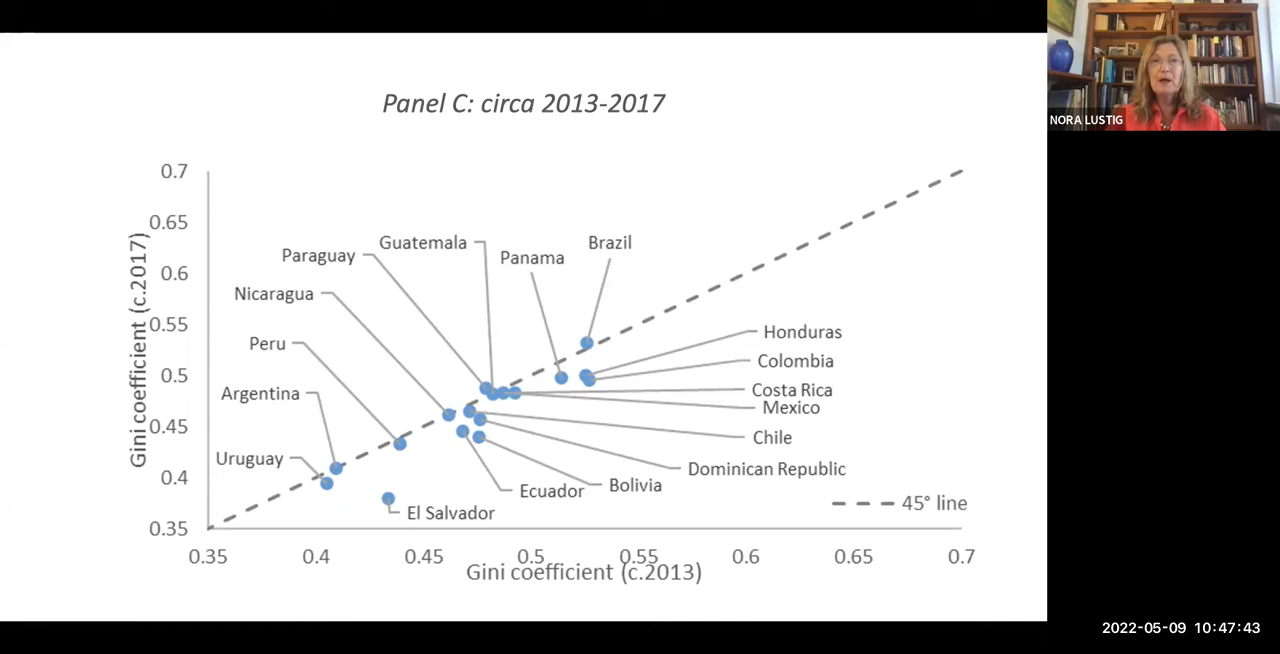 Panel C: circa 2013-2017
NORA LUSTIG
Gini coefficient (c.2017)
0.7
0.65
0.6
0.55
0.5
0.45
0.4
0.35
Guatemala
Brazil
Paraguay
Panama
Nicaragua
Honduras
Peru
Colombia
Costa Rica
Argentina
Mexico
Chile
Uruguay
Dominican Republic
Ecuador
Bolivia
El Salvador
45° line
0.35
0.4
0.45
0.5
0.55
0.6
0.65
0.7
Gini coefficient (c.2013)
2022-05-09 10:47:43